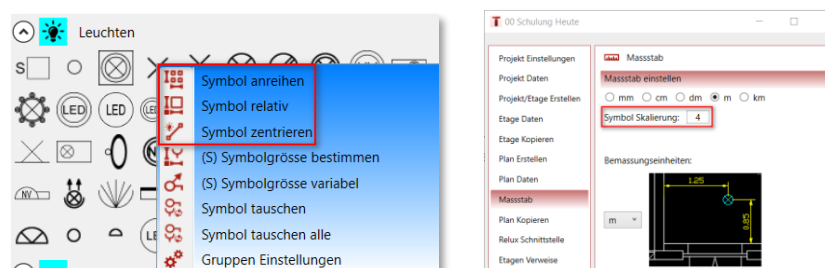 Leuchten
S
LED
LED
NV
Symbol anreihen
Symbol relativ
Symbol zentrieren
(S) Symbolgrösse bestimmen
(S) Symbolgrösse variabel
Symbol tauschen
Symbol tauschen alle
Gruppen Einstellungen
00 Schulung Heute
Projekt Einstellungen
Projekt Daten
Projekt/Etage Erstellen
Etage Daten
Etage Kopieren
Plan Erstellen
Plan Daten
Massstab
Plan Kopieren
Relux Schnittstelle
Etagen Verweise
Massstab
Massstab einstellen
mm cm dm m km
Symbol Skalierung: 4
Bemassungseinheiten:
m
1.25
0.85